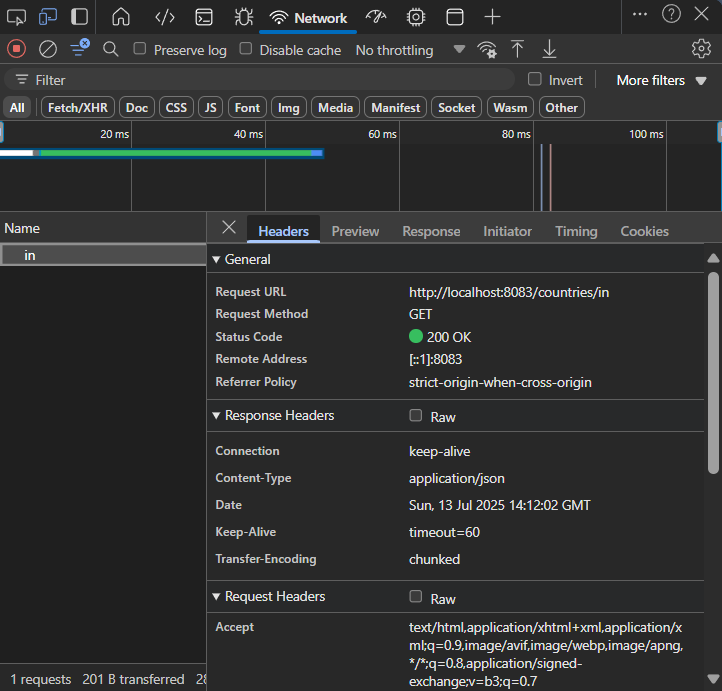 Network
Preserve log
Disable cache
No throttling
Filter
Invert
More filters
All
Fetch/XHR
Doc
CSS
JS
Font
Img
Media
Manifest
Socket
Wasm
Other
20 ms
40 ms
60 ms
80 ms
100 ms
Name
Headers
Preview
Response
Initiator
Timing
Cookies
in
General
Request URL http://localhost:8083/countries/in
Request Method GET
Status Code 200 OK
Remote Address [::1]:8083
Referrer Policy strict-origin-when-cross-origin
Response Headers Raw
Connection keep-alive
Content-Type application/json
Date Sun, 13 Jul 2025 14:12:02 GMT
Keep-Alive timeout=60
Transfer-Encoding chunked
Request Headers Raw
Accept text/html,application/xhtml+xml,application/x
ml;q=0.9,image/avif,image/webp,image/apng,
*/*;q=0.8,application/signed-
exchange;v=b3;q=0.7
1 requests 201 B transferred